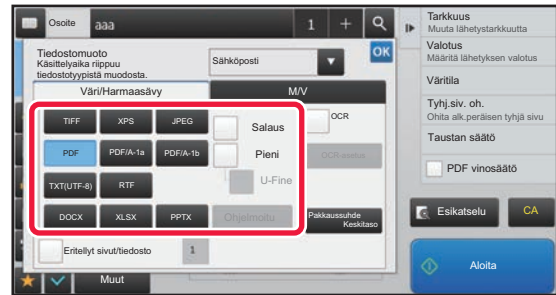 Osoite
aaa
1
Tarkkuus
Muuta lähetystarkkuutta
Tiedostomuoto
Käsittelyaika riippuu
tiedostotyypistä muodosta.
Sähköposti
OK
Valotus
Määritä lähetyksen valotus
Väri/Harmaasävy
M/V
Väritila
TIFF
XPS
JPEG
Salaus
OCR
Tyhj.siv. oh.
Ohita alk.peräisen tyhjä sivu
PDF
PDF/A-1a
PDF/A-1b
Pieni
OCR-asetus
Taustan säätö
TXT(UTF-8)
RTF
U-Fine
PDF vinosäätö
DOCX
XLSX
PPTX
Ohjelmoitu
Pakkaussuhde
Keskitaso
Esikatselu
CA
Eritellyt sivut/tiedosto
1
Muut
Aloita